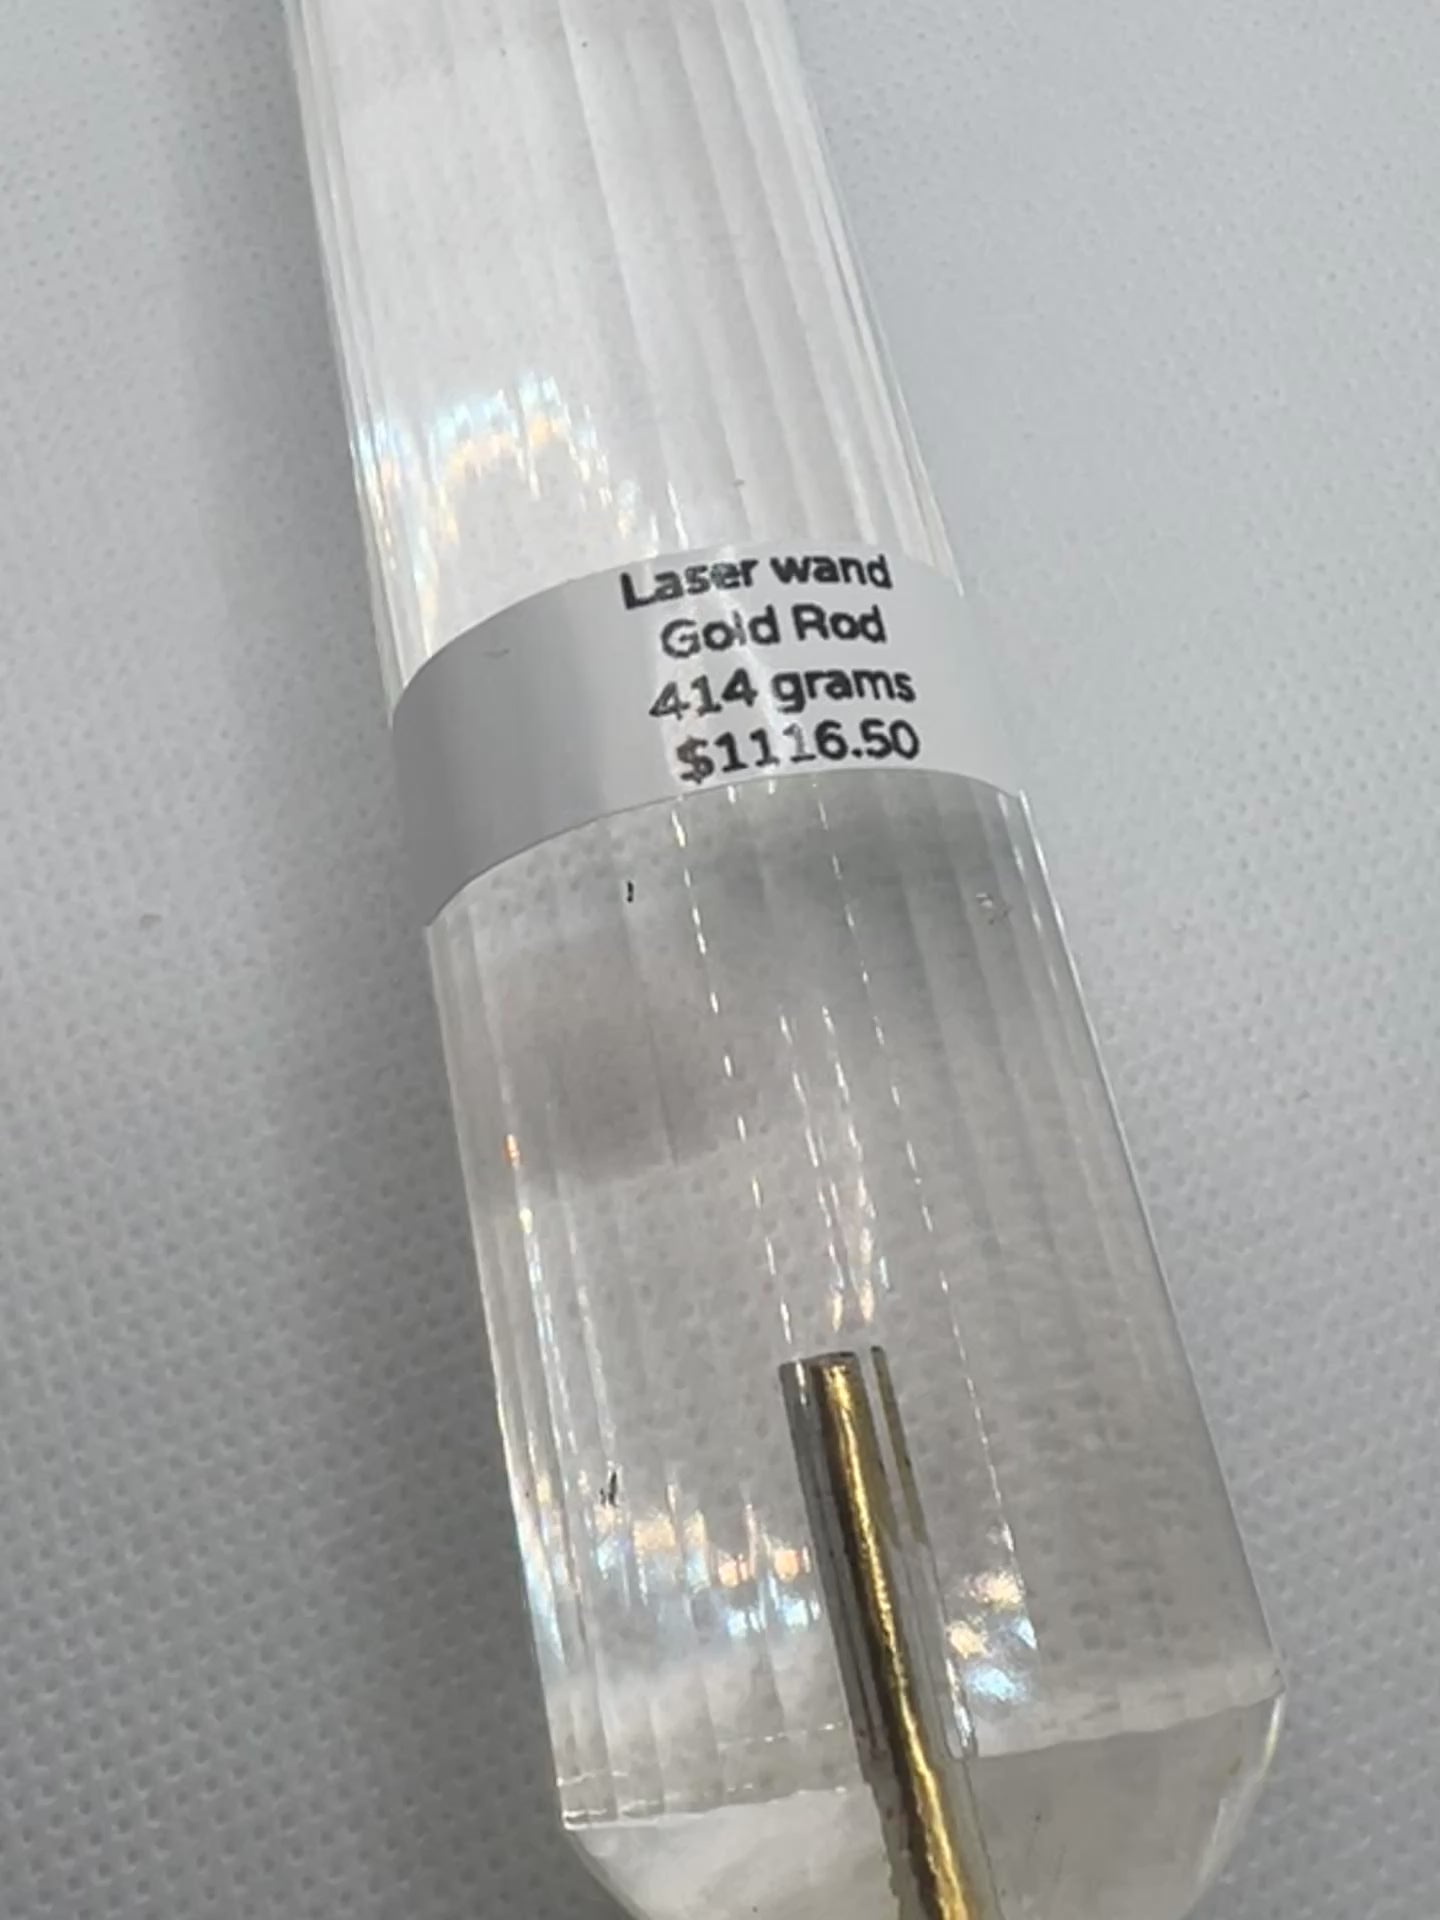 Laser wand
Gold Rod
414 grams
$1116.50